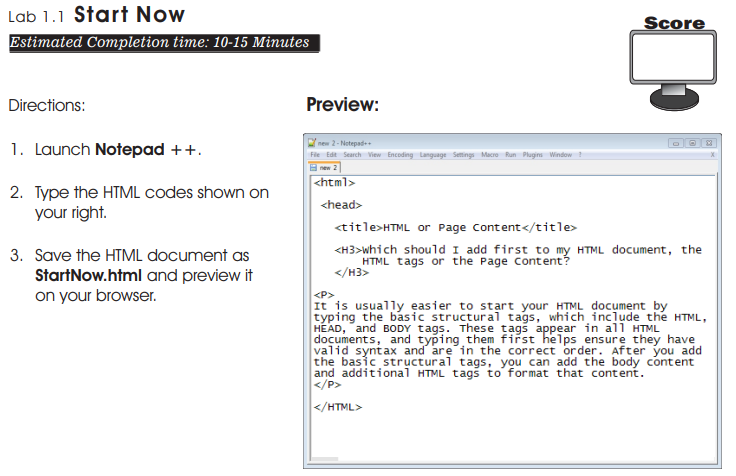 Lab 1.1 Start Now
Estimated Completion time: 10-15 Minutes
Score
Directions:
1. Launch Notepad ++.
2. Type the HTML codes shown on
your right.
3. Save the HTML document as
StartNow.html and preview it
on your browser.
Preview:
new 2 - Notepad++
File Edit Search View Encoding Language Settings Macro Run Plugins Window ? X
new 2
<html>
<head>
<title>HTML or Page Content</title>
<H3>Which should I add first to my HTML document, the
HTML tags or the Page Content?
</H3>
<P>
It is usually easier to start your HTML document by
typing the basic structural tags, which include the HTML,
HEAD, and BODY tags. These tags appear in all HTML
documents, and typing them first helps ensure they have
valid syntax and are in the correct order. After you add
the basic structural tags, you can add the body content
and additional HTML tags to format that content.
</P>
</HTML>